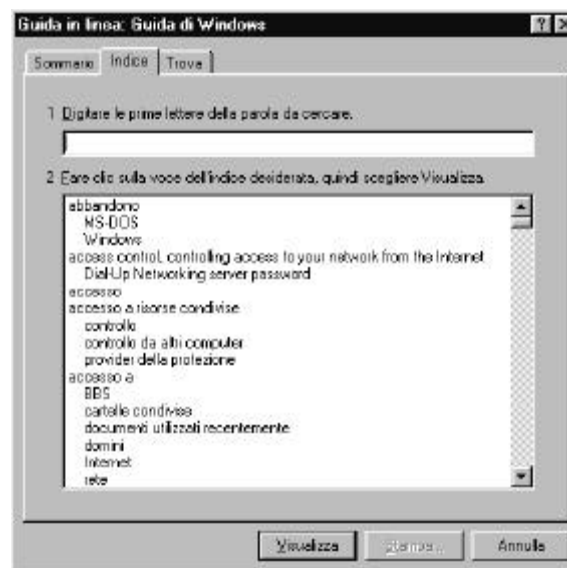 Guida in linea: Guida di Windows
Sommario Indice Trova
1 Digitare le prime lettere della parola da cercare.
2 Fare clic sulla voce dell'indice desiderata, quindi scegliere Visualizza.
abbandono
MS-DOS
Windows
access control, controlling access to your network from the Internet
Dial-Up Networking server password
accesso
accesso a risorse condivise
controllo
controllo da altri computer
provider della protezione
accesso a
BBS
cartelle condivise
documenti utilizzati recentemente
domini
Internet
rete
Visualizza Stampa... Annulla